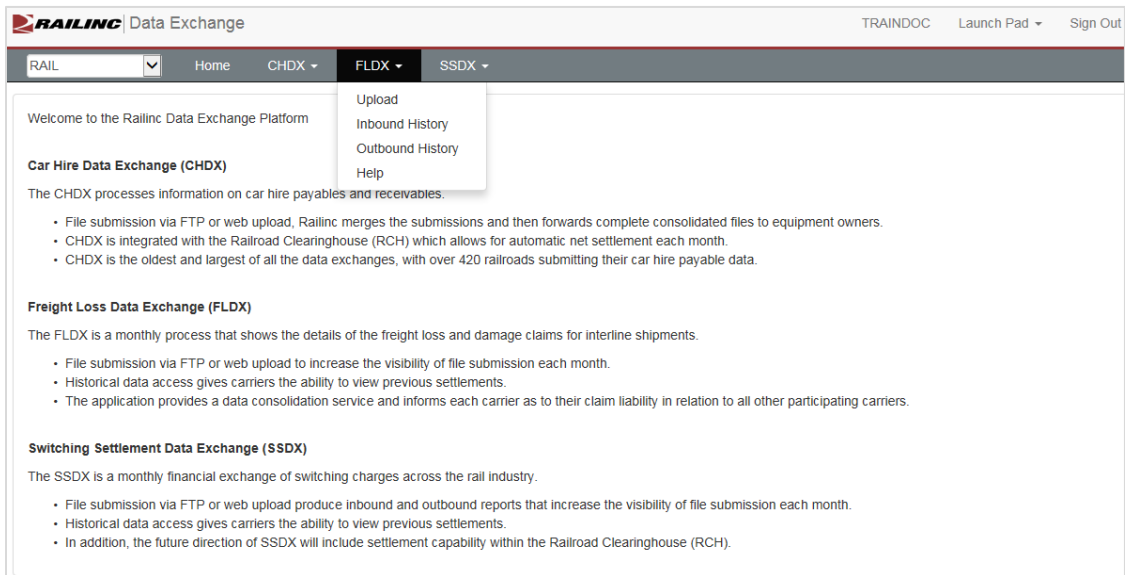 RAILINC Data Exchange TRAINDOC Launch Pad Sign Out
RAIL Home CHDX FLDX SSDX
Upload
Inbound History
Outbound History
Help
Welcome to the Railinc Data Exchange Platform
Car Hire Data Exchange (CHDX)
The CHDX processes information on car hire payables and receivables.
• File submission via FTP or web upload, Railinc merges the submissions and then forwards complete consolidated files to equipment owners.
• CHDX is integrated with the Railroad Clearinghouse (RCH) which allows for automatic net settlement each month.
• CHDX is the oldest and largest of all the data exchanges, with over 420 railroads submitting their car hire payable data.
Freight Loss Data Exchange (FLDX)
The FLDX is a monthly process that shows the details of the freight loss and damage claims for interline shipments.
• File submission via FTP or web upload to increase the visibility of file submission each month.
• Historical data access gives carriers the ability to view previous settlements.
• The application provides a data consolidation service and informs each carrier as to their claim liability in relation to all other participating carriers.
Switching Settlement Data Exchange (SSDX)
The SSDX is a monthly financial exchange of switching charges across the rail industry.
• File submission via FTP or web upload produce inbound and outbound reports that increase the visibility of file submission each month.
• Historical data access gives carriers the ability to view previous settlements.
• In addition, the future direction of SSDX will include settlement capability within the Railroad Clearinghouse (RCH).